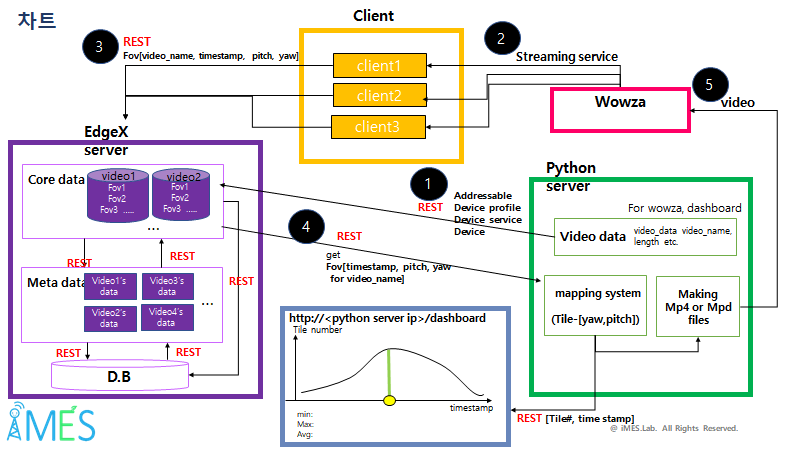 차트
Client
3
REST
Fov[video_name, timestamp, pitch, yaw]
client1
client2
client3
2
Streaming service
5
Wowza
video
EdgeX
server
Core data
video1
Fov1
Fov2
Fov3 .....
video2
Fov1
Fov2
Fov3 .....
...
1
REST
Addressable
Device profile
Device service
Device
Python
server
For wowza, dashboard
Video data
video_data video_name,
length etc.
4
REST
get
Fov[timestamp, pitch, yaw
for video_name]
REST
REST
REST
Meta data
Video1's
data
Video3's
data
Video2's
data
Video4's
data
...
REST
REST
D.B
mapping system
(Tile-[yaw,pitch])
Making
Mp4 or Mpd
files
http://<python server ip>/dashboard
Tile number
timestamp
min:
Max:
Avg:
REST [Tile#, time stamp]
@ iMES.Lab. All Rights Reserved.
iMES